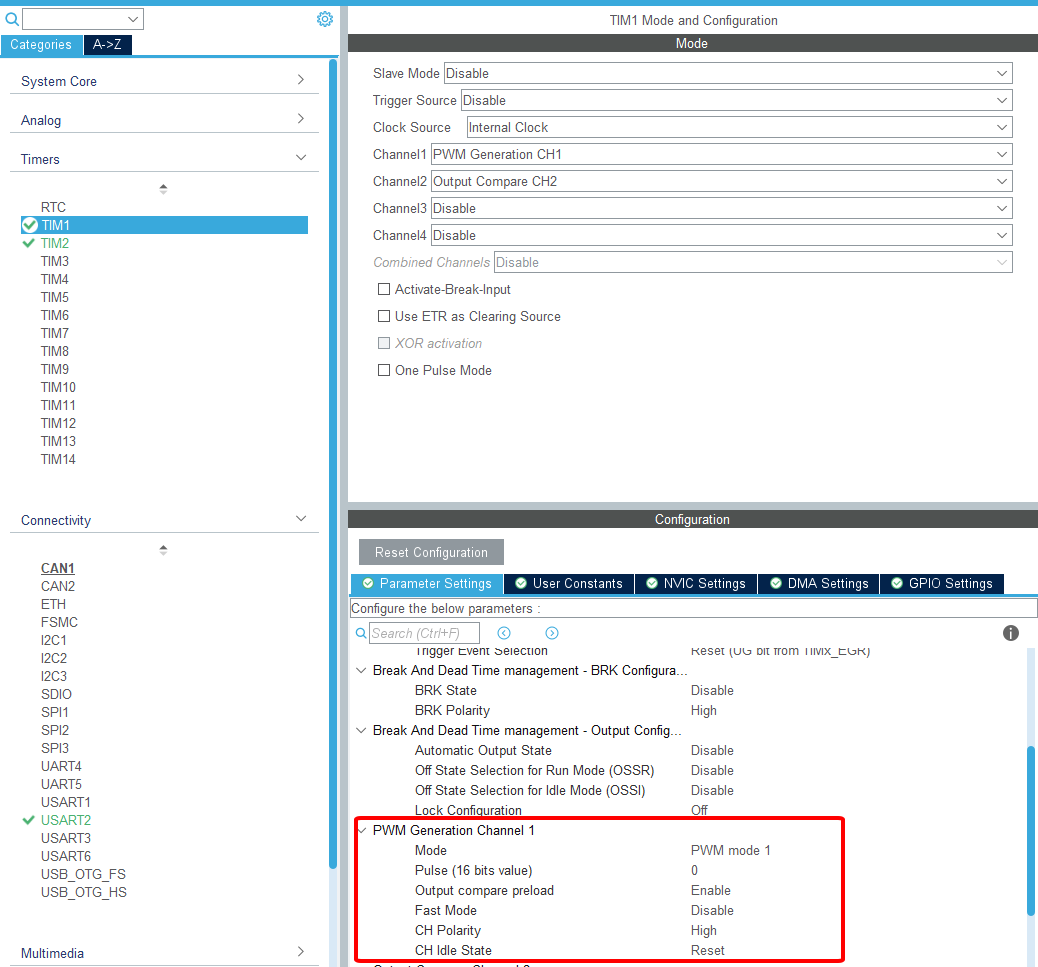 Categories
A->Z
System Core
Analog
Timers
RTC
TIM1
TIM2
TIM3
TIM4
TIM5
TIM6
TIM7
TIM8
TIM9
TIM10
TIM11
TIM12
TIM13
TIM14
Connectivity
CAN1
CAN2
ETH
FSMC
I2C1
I2C2
I2C3
SDIO
SPI1
SPI2
SPI3
UART4
UART5
USART1
USART2
USART3
USART6
USB_OTG_FS
USB_OTG_HS
Multimedia
TIM1 Mode and Configuration
Mode
Slave Mode Disable
Trigger Source Disable
Clock Source Internal Clock
Channel1 PWM Generation CH1
Channel2 Output Compare CH2
Channel3 Disable
Channel4 Disable
Combined Channels Disable
Activate-Break-Input
Use ETR as Clearing Source
XOR activation
One Pulse Mode
Configuration
Reset Configuration
Parameter Settings User Constants NVIC Settings DMA Settings GPIO Settings
Configure the below parameters :
Search (Ctrl+F)
Trigger Event Selection Reset (UG bit from TIMx_EGR)
Break And Dead Time management - BRK Configura...
BRK State Disable
BRK Polarity High
Break And Dead Time management - Output Config...
Automatic Output State Disable
Off State Selection for Run Mode (OSSR) Disable
Off State Selection for Idle Mode (OSSI) Disable
Lock Configuration Off
PWM Generation Channel 1
Mode PWM mode 1
Pulse (16 bits value) 0
Output compare preload Enable
Fast Mode Disable
CH Polarity High
CH Idle State Reset